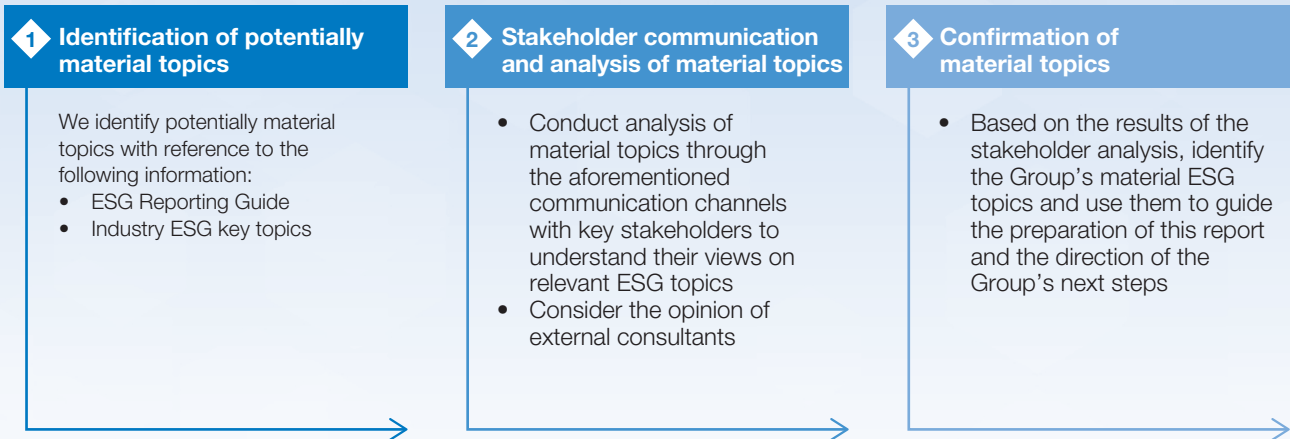 1 Identification of potentially
material topics
We identify potentially material
topics with reference to the
following information:
• ESG Reporting Guide
• Industry ESG key topics
2 Stakeholder communication
and analysis of material topics
• Conduct analysis of
material topics through
the aforementioned
communication channels
with key stakeholders to
understand their views on
relevant ESG topics
• Consider the opinion of
external consultants
3 Confirmation of
material topics
• Based on the results of the
stakeholder analysis, identify
the Group's material ESG
topics and use them to guide
the preparation of this report
and the direction of the
Group's next steps